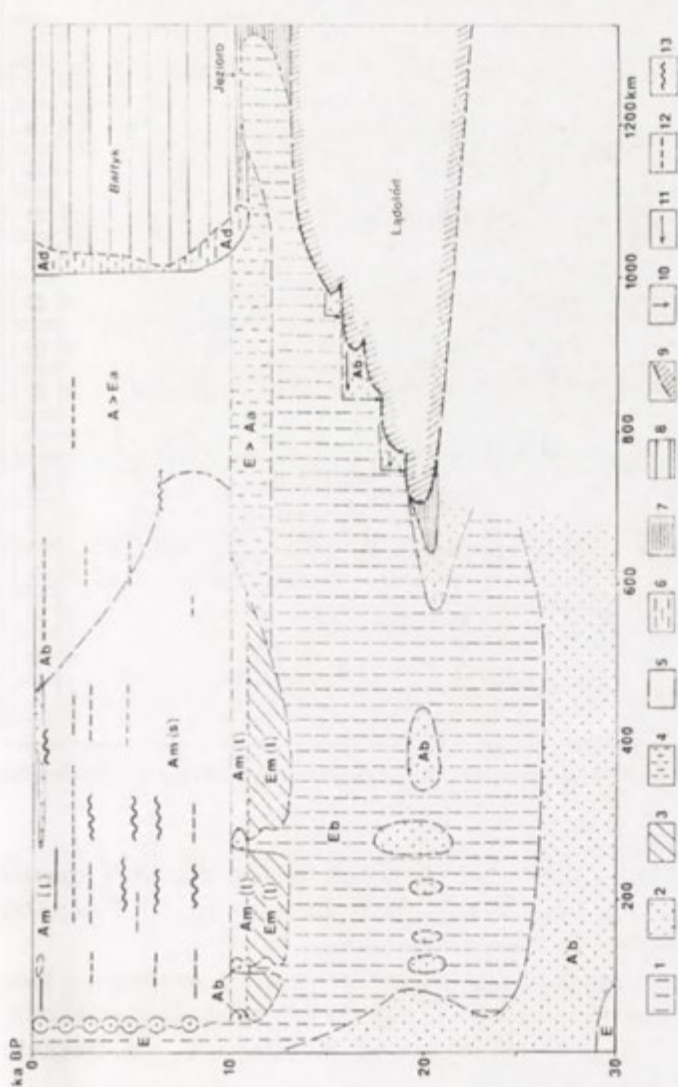 ka BP
0
Am (l)
Ab
Ad
Bałtyk
E
Am (s)
A > Ea
Ad
Jezioro
10
Ab
Am (l)
Am (l)
Em (l)
Em (l)
E > Aa
Eb
Ab
Lądolód
20
Ab
Ab
E
30
200
400
600
800
1000
1200 km
1
2
3
4
5
6
7
8
9
10
11
12
13